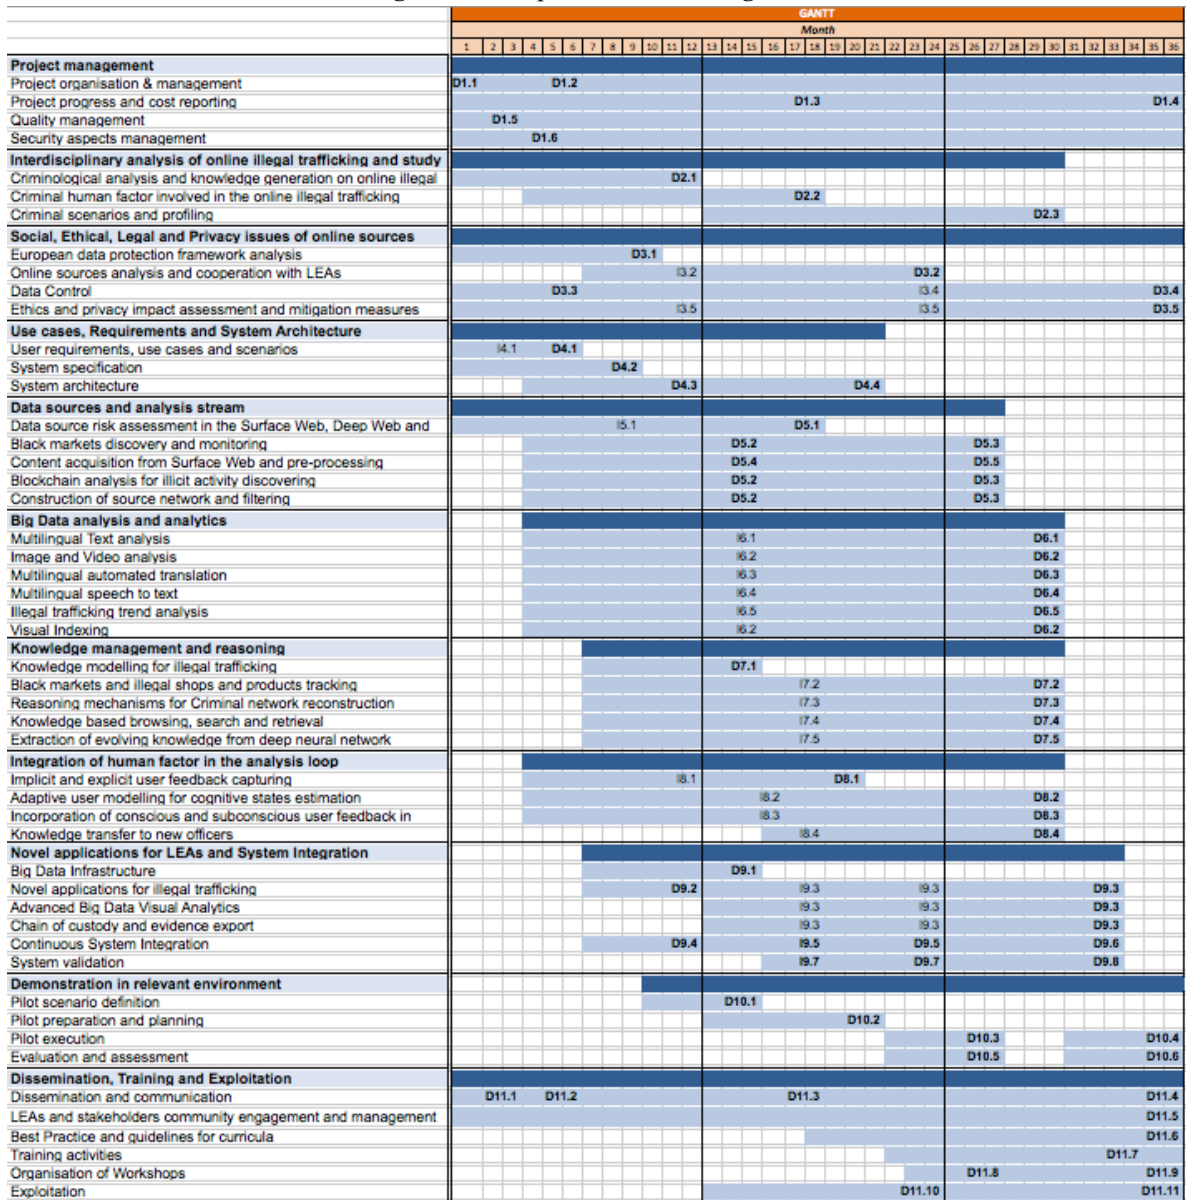 GANTT
Month
1 2 3 4 5 6 7 8 9 10 11 12 13 14 15 16 17 18 19 20 21 22 23 24 25 26 27 28 29 30 31 32 33 34 35 36
Project management
Project organisation & management D1.1 D1.2
Project progress and cost reporting D1.3 D1.4
Quality management D1.5
Security aspects management D1.6
Interdisciplinary analysis of online illegal trafficking and study
Criminological analysis and knowledge generation on online illegal D2.1
Criminal human factor involved in the online illegal trafficking D2.2
Criminal scenarios and profiling D2.3
Social, Ethical, Legal and Privacy issues of online sources
European data protection framework analysis D3.1
Online sources analysis and cooperation with LEAs I3.2 D3.2
Data Control D3.3 I3.4 D3.4
Ethics and privacy impact assessment and mitigation measures I3.5 I3.5 D3.5
Use cases, Requirements and System Architecture
User requirements, use cases and scenarios I4.1 D4.1
System specification D4.2
System architecture D4.3 D4.4
Data sources and analysis stream
Data source risk assessment in the Surface Web, Deep Web and I5.1 D5.1
Black markets discovery and monitoring D5.2 D5.3
Content acquisition from Surface Web and pre-processing D5.4 D5.5
Blockchain analysis for illicit activity discovering D5.2 D5.3
Construction of source network and filtering D5.2 D5.3
Big Data analysis and analytics
Multilingual Text analysis I6.1 D6.1
Image and Video analysis I6.2 D6.2
Multilingual automated translation I6.3 D6.3
Multilingual speech to text I6.4 D6.4
Illegal trafficking trend analysis I6.5 D6.5
Visual Indexing I6.2 D6.2
Knowledge management and reasoning
Knowledge modelling for illegal trafficking D7.1
Black markets and illegal shops and products tracking I7.2 D7.2
Reasoning mechanisms for Criminal network reconstruction I7.3 D7.3
Knowledge based browsing, search and retrieval I7.4 D7.4
Extraction of evolving knowledge from deep neural network I7.5 D7.5
Integration of human factor in the analysis loop
Implicit and explicit user feedback capturing I8.1 D8.1
Adaptive user modelling for cognitive states estimation I8.2 D8.2
Incorporation of conscious and subconscious user feedback in I8.3 D8.3
Knowledge transfer to new officers I8.4 D8.4
Novel applications for LEAs and System Integration
Big Data Infrastructure D9.1
Novel applications for illegal trafficking D9.2 I9.3 I9.3 D9.3
Advanced Big Data Visual Analytics I9.3 I9.3 D9.3
Chain of custody and evidence export I9.3 I9.3 D9.3
Continuous System Integration D9.4 I9.5 D9.5 D9.6
System validation I9.7 D9.7 D9.8
Demonstration in relevant environment
Pilot scenario definition D10.1
Pilot preparation and planning D10.2
Pilot execution D10.3 D10.4
Evaluation and assessment D10.5 D10.6
Dissemination, Training and Exploitation
Dissemination and communication D11.1 D11.2 D11.3 D11.4
LEAs and stakeholders community engagement and management D11.5
Best Practice and guidelines for curricula D11.6
Training activities D11.7
Organisation of Workshops D11.8 D11.9
Exploitation D11.10 D11.11